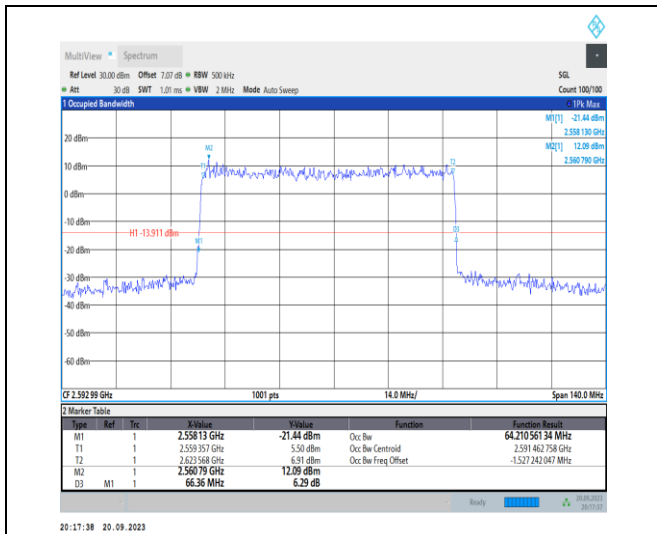 MultiView Spectrum
Ref Level 30.00 dBm Offset 7.07 dB RBW 500 kHz SGL
Att 30 dB SWT 1.01 ms VBW 2 MHz Mode Auto Sweep Count 100/100
1 Occupied Bandwidth 1Pk Max
M1[1] -21.44 dBm
2.558 130 GHz
M2[1] 12.09 dBm
2.560 790 GHz
20 dBm
M2
T1
T2
10 dBm
0 dBm
-10 dBm
H1 -13.911 dBm
D3
M1
-20 dBm
-30 dBm
-40 dBm
-50 dBm
-60 dBm
CF 2.592 99 GHz 1001 pts 14.0 MHz/ Span 140.0 MHz
2 Marker Table
Type Ref Trc X-Value Y-Value Function Function Result
M1 1 2.558 13 GHz -21.44 dBm Occ Bw 64.210 561 34 MHz
T1 1 2.559 357 GHz 5.50 dBm Occ Bw Centroid 2.591 462 758 GHz
T2 1 2.623 568 GHz 6.91 dBm Occ Bw Freq Offset -1.527 242 047 MHz
M2 1 2.560 79 GHz 12.09 dBm
D3 M1 1 66.36 MHz 6.29 dB
Ready 20.09.2023
20:17:37
20:17:38 20.09.2023